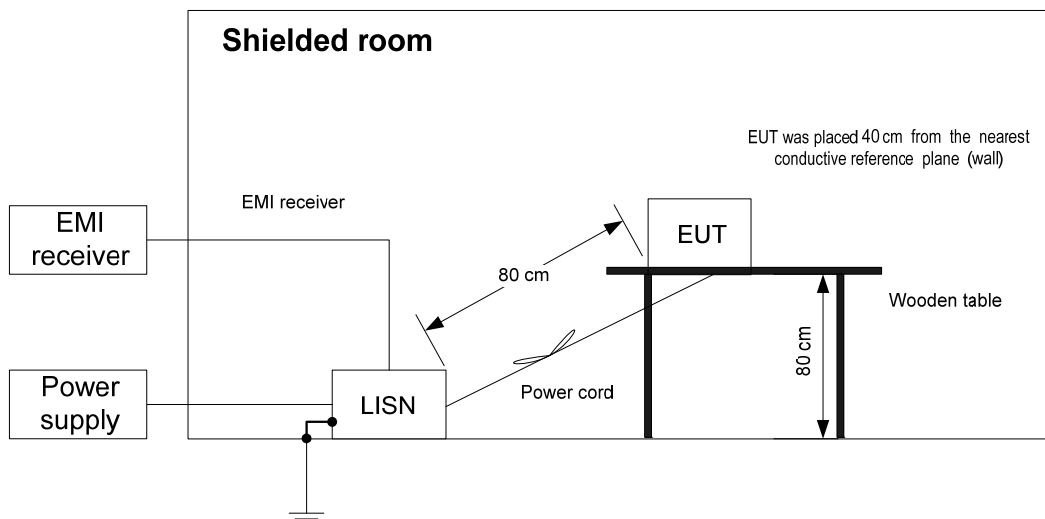 Shielded room
EUT was placed 40 cm from the nearest
conductive reference plane (wall)
EMI receiver
EMI
receiver
EUT
80 cm
Wooden table
80 cm
Power
supply
LISN
Power cord